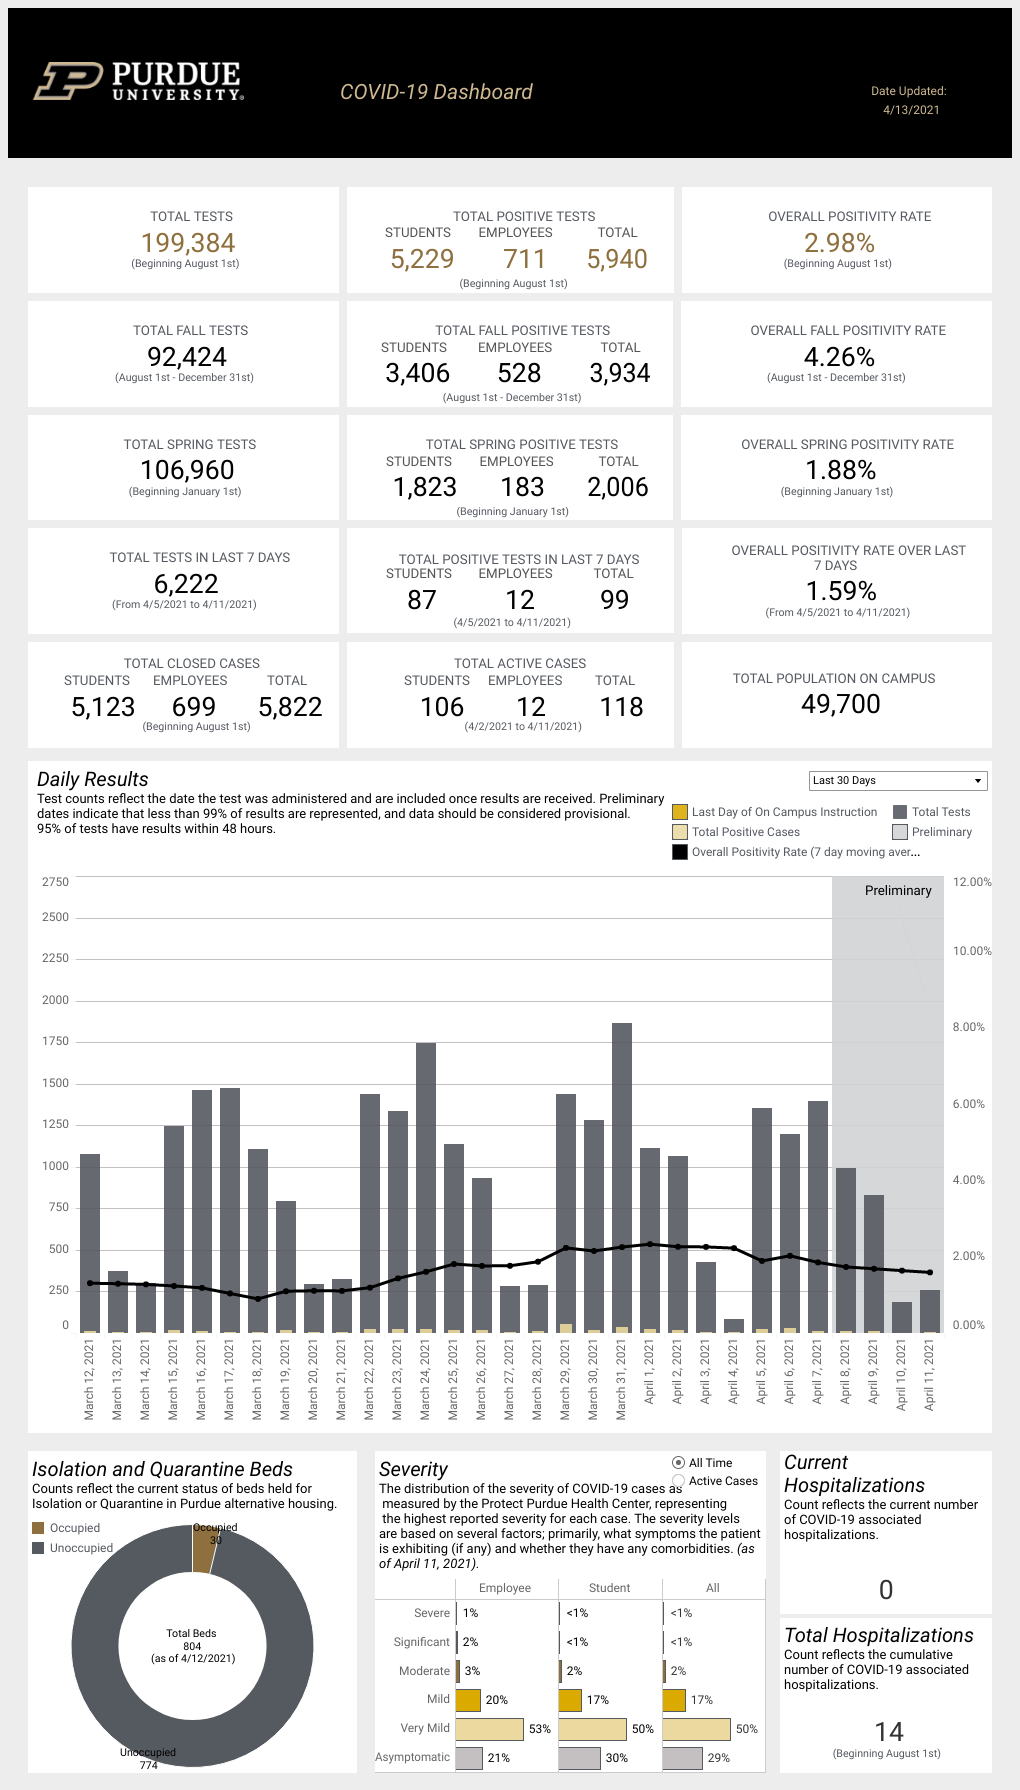 PURDUE
UNIVERSITY®
COVID-19 Dashboard
Date Updated:
4/13/2021
TOTAL TESTS
199,384
(Beginning August 1st)
TOTAL POSITIVE TESTS
STUDENTS EMPLOYEES TOTAL
5,229 711 5,940
(Beginning August 1st)
OVERALL POSITIVITY RATE
2.98%
(Beginning August 1st)
TOTAL FALL TESTS
92,424
(August 1st - December 31st)
TOTAL FALL POSITIVE TESTS
STUDENTS EMPLOYEES TOTAL
3,406 528 3,934
(August 1st - December 31st)
OVERALL FALL POSITIVITY RATE
4.26%
(August 1st - December 31st)
TOTAL SPRING TESTS
106,960
(Beginning January 1st)
TOTAL SPRING POSITIVE TESTS
STUDENTS EMPLOYEES TOTAL
1,823 183 2,006
(Beginning January 1st)
OVERALL SPRING POSITIVITY RATE
1.88%
(Beginning January 1st)
TOTAL TESTS IN LAST 7 DAYS
6,222
(From 4/5/2021 to 4/11/2021)
TOTAL POSITIVE TESTS IN LAST 7 DAYS
STUDENTS EMPLOYEES TOTAL
87 12 99
(4/5/2021 to 4/11/2021)
OVERALL POSITIVITY RATE OVER LAST
7 DAYS
1.59%
(From 4/5/2021 to 4/11/2021)
TOTAL CLOSED CASES
STUDENTS EMPLOYEES TOTAL
5,123 699 5,822
(Beginning August 1st)
TOTAL ACTIVE CASES
STUDENTS EMPLOYEES TOTAL
106 12 118
(4/2/2021 to 4/11/2021)
TOTAL POPULATION ON CAMPUS
49,700
Daily Results
Test counts reflect the date the test was administered and are included once results are received. Preliminary
dates indicate that less than 99% of results are represented, and data should be considered provisional.
95% of tests have results within 48 hours.
Last 30 Days
Last Day of On Campus Instruction Total Tests
Total Positive Cases Preliminary
Overall Positivity Rate (7 day moving aver...
Preliminary
2750
2500
2250
2000
1750
1500
1250
1000
750
500
250
0
12.00%
10.00%
8.00%
6.00%
4.00%
2.00%
0.00%
March 12, 2021
March 13, 2021
March 14, 2021
March 15, 2021
March 16, 2021
March 17, 2021
March 18, 2021
March 19, 2021
March 20, 2021
March 21, 2021
March 22, 2021
March 23, 2021
March 24, 2021
March 25, 2021
March 26, 2021
March 27, 2021
March 28, 2021
March 29, 2021
March 30, 2021
March 31, 2021
April 1, 2021
April 2, 2021
April 3, 2021
April 4, 2021
April 5, 2021
April 6, 2021
April 7, 2021
April 8, 2021
April 9, 2021
April 10, 2021
April 11, 2021
Isolation and Quarantine Beds
Counts reflect the current status of beds held for
Isolation or Quarantine in Purdue alternative housing.
Occupied
Unoccupied
Occupied
30
Total Beds
804
(as of 4/12/2021)
Unoccupied
774
Severity
All Time
Active Cases
The distribution of the severity of COVID-19 cases as
measured by the Protect Purdue Health Center, representing
the highest reported severity for each case. The severity levels
are based on several factors; primarily, what symptoms the patient
is exhibiting (if any) and whether they have any comorbidities. (as
of April 11, 2021).
Employee Student All
Severe 1% <1% <1%
Significant 2% <1% <1%
Moderate 3% 2% 2%
Mild 20% 17% 17%
Very Mild 53% 50% 50%
Asymptomatic 21% 30% 29%
Current
Hospitalizations
Count reflects the current number
of COVID-19 associated
hospitalizations.
0
Total Hospitalizations
Count reflects the cumulative
number of COVID-19 associated
hospitalizations.
14
(Beginning August 1st)